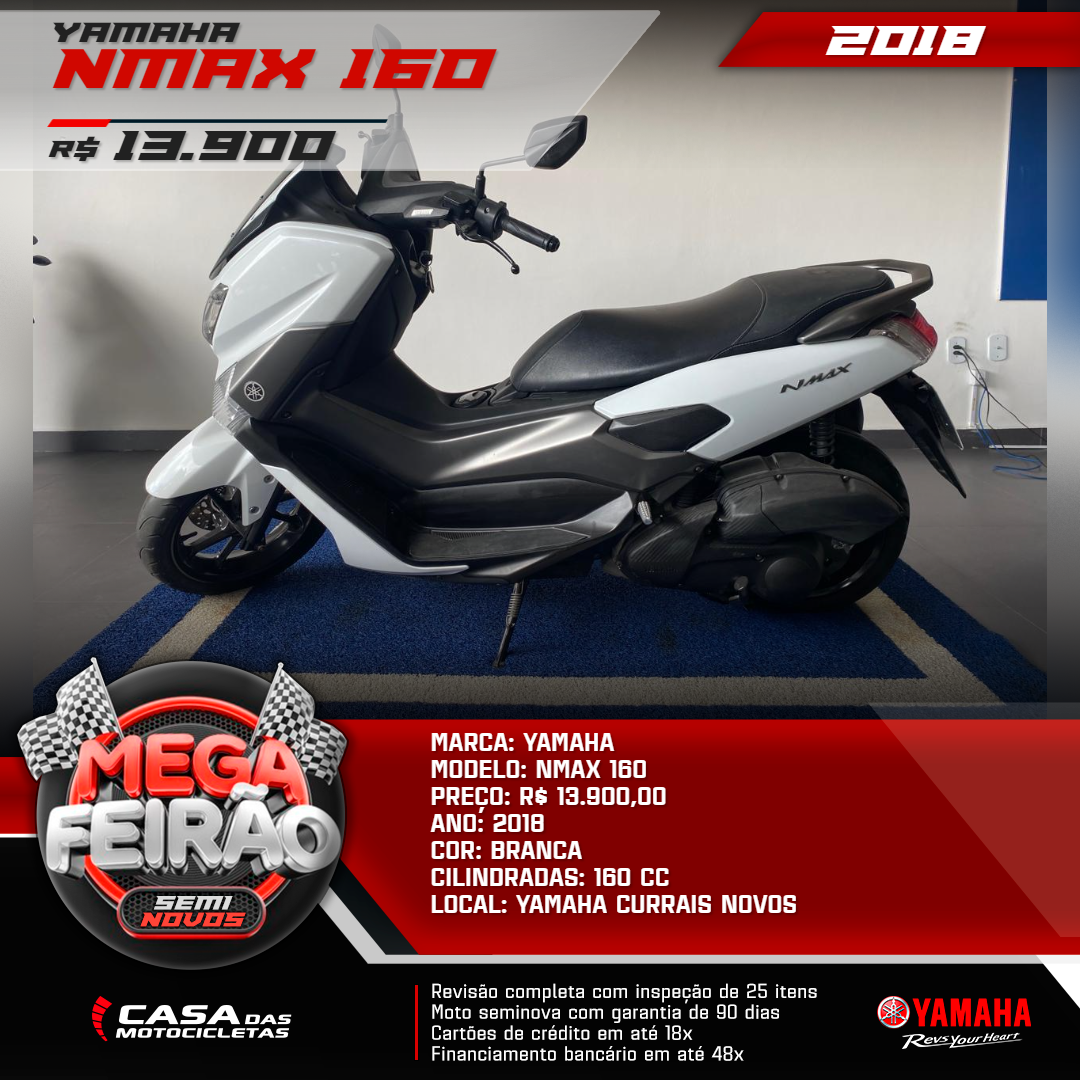 YAMAHA
NMAX 160
R$ 13.900
2018
NMAX
MEGA
FEIRÃO
SEMI
NOVOS
MARCA: YAMAHA
MODELO: NMAX 160
PREÇO: R$ 13.900,00
ANO: 2018
COR: BRANCA
CILINDRADAS: 160 CC
LOCAL: YAMAHA CURRAIS NOVOS
CASA DAS
MOTOCICLETAS
Revisão completa com inspeção de 25 itens
Moto seminova com garantia de 90 dias
Cartões de crédito em até 18x
Financiamento bancário em até 48x
YAMAHA
Revs Your Heart